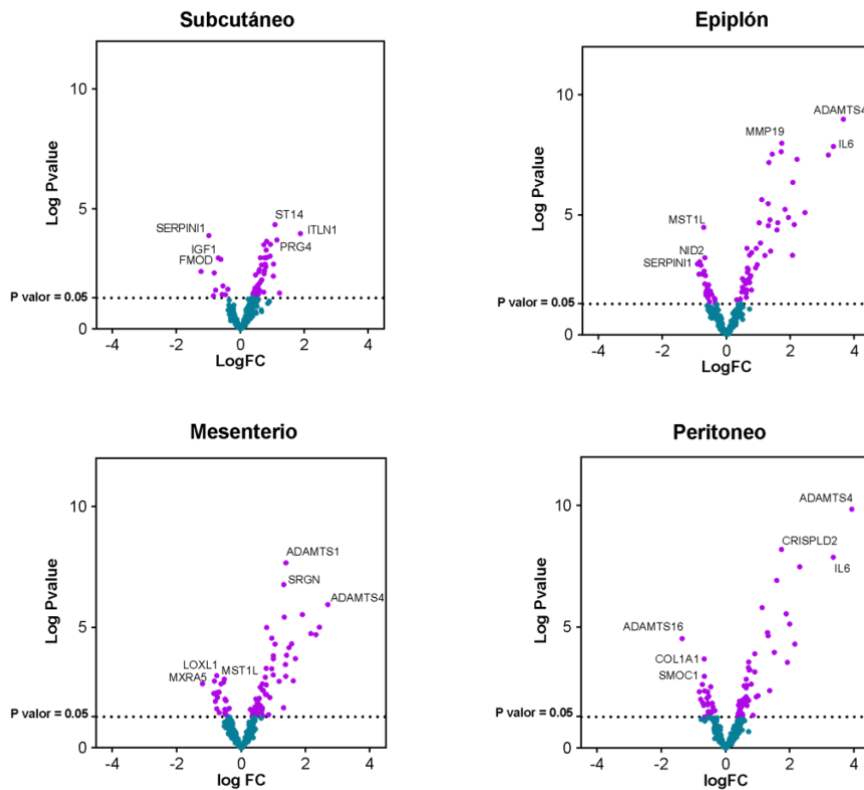 Subcutáneo
10
5
0
Log Pvalue
SERPINI1
IGF1
FMOD
ST14
ITLN1
PRG4
P valor = 0.05
-4 -2 0 2 4
LogFC
Epiplón
10
5
0
Log Pvalue
ADAMTS4
MMP19
IL6
MST1L
NID2
SERPINI1
P valor = 0.05
-4 -2 0 2 4
LogFC
Mesenterio
10
5
0
Log Pvalue
ADAMTS1
SRGN
ADAMTS4
LOXL1
MST1L
MXRA5
P valor = 0.05
-4 -2 0 2 4
log FC
Peritoneo
10
5
0
Log Pvalue
ADAMTS4
CRISPLD2
IL6
ADAMTS16
COL1A1
SMOC1
P valor = 0.05
-4 -2 0 2 4
logFC